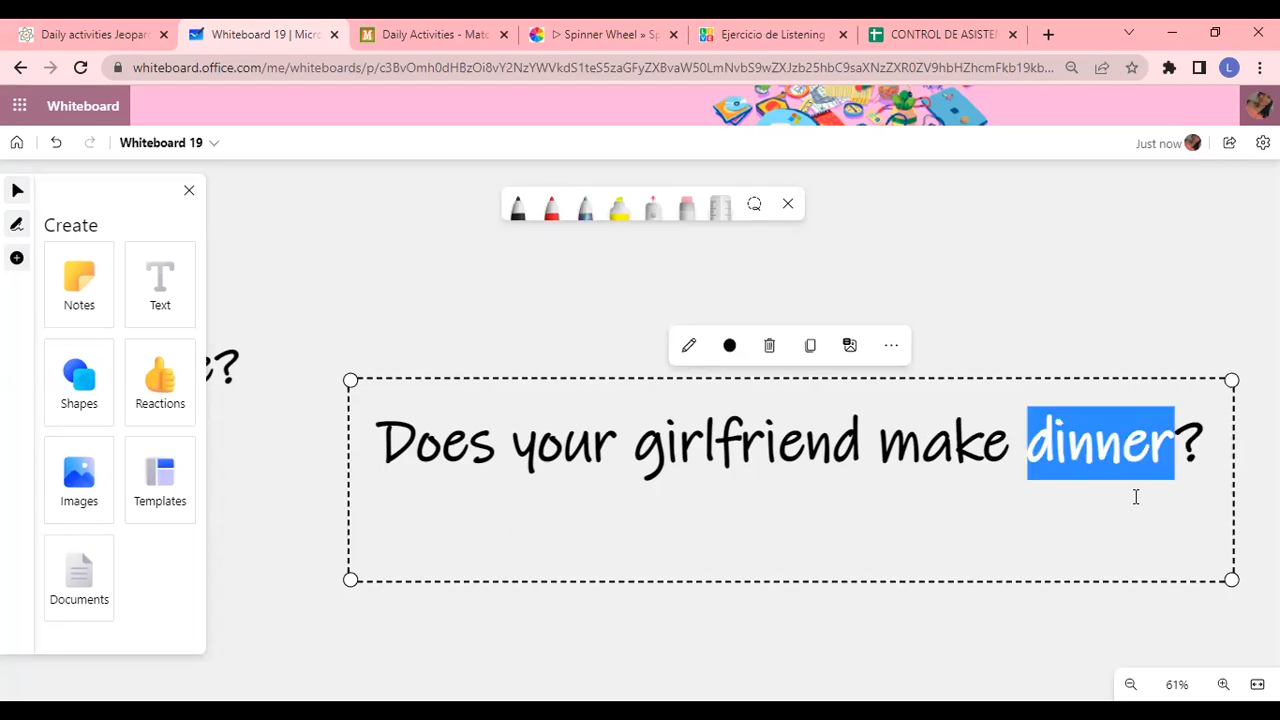 Daily activities Jeopar
Whiteboard 19 | Micro
Daily Activities - Matc
▷ Spinner Wheel » Sp
Ejercicio de Listening
CONTROL DE ASISTE
L
Whiteboard
Whiteboard 19
Just now
Create
Notes
Text
Shapes
Reactions
Images
Templates
Documents
e?
Does your girlfriend make dinner?
61%